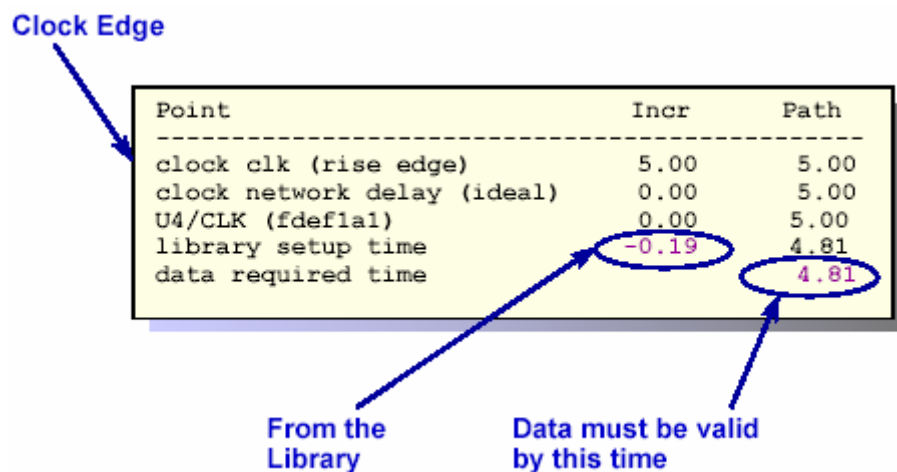 Clock Edge
Point Incr Path
------------------------------------------------
clock clk (rise edge) 5.00 5.00
clock network delay (ideal) 0.00 5.00
U4/CLK (fdef1a1) 0.00 5.00
library setup time -0.19 4.81
data required time 4.81
From the
Library
Data must be valid
by this time